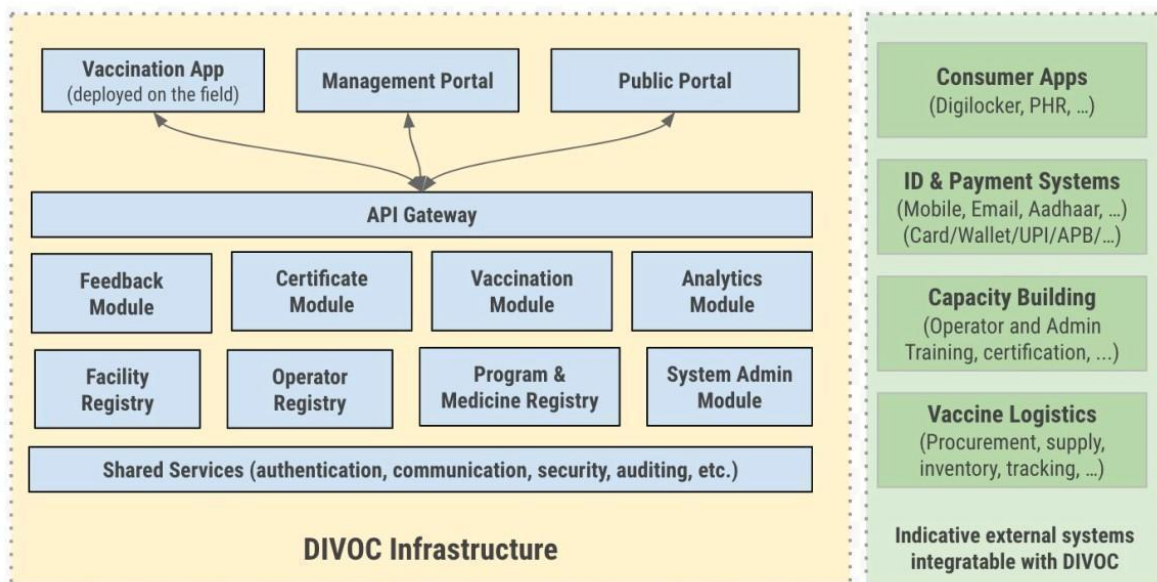 Vaccination App
(deployed on the field)
Management Portal
Public Portal
API Gateway
Feedback
Module
Certificate
Module
Vaccination
Module
Analytics
Module
Facility
Registry
Operator
Registry
Program &
Medicine Registry
System Admin
Module
Shared Services (authentication, communication, security, auditing, etc.)
DIVOC Infrastructure
Consumer Apps
(Digilocker, PHR, ...)
ID & Payment Systems
(Mobile, Email, Aadhaar, ...)
(Card/Wallet/UPI/APB/...)
Capacity Building
(Operator and Admin
Training, certification, ...)
Vaccine Logistics
(Procurement, supply,
inventory, tracking, ...)
Indicative external systems
integratable with DIVOC